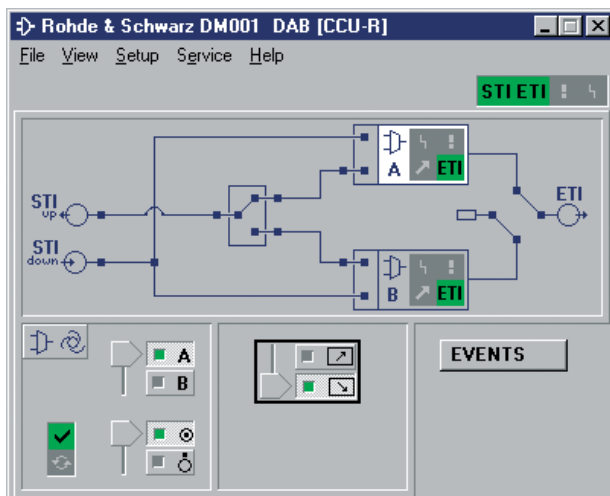 Rohde & Schwarz DM001 DAB [CCU-R]
File View Setup Service Help
STI ETI !
!
A ETI
ETI
STI
up
STI
down
!
B ETI
A
B
EVENTS